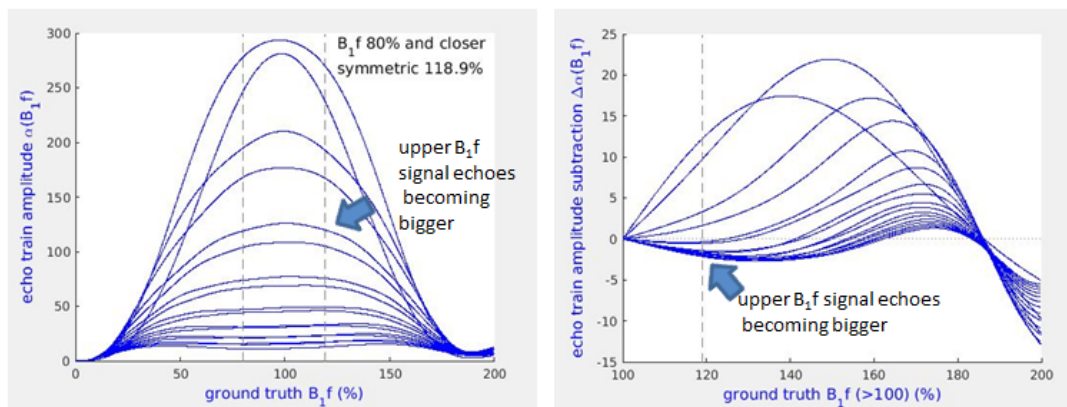 echo train amplitude α(B₁f)
300
250
200
150
100
50
0
B₁f 80% and closer
symmetric 118.9%
upper B₁f
signal echoes
becoming
bigger
0
50
100
150
200
ground truth B₁f (%)
echo train amplitude subtraction Δα(B₁f)
25
20
15
10
5
0
-5
-10
-15
upper B₁f signal echoes
becoming bigger
100
120
140
160
180
200
ground truth B₁f (>100) (%)